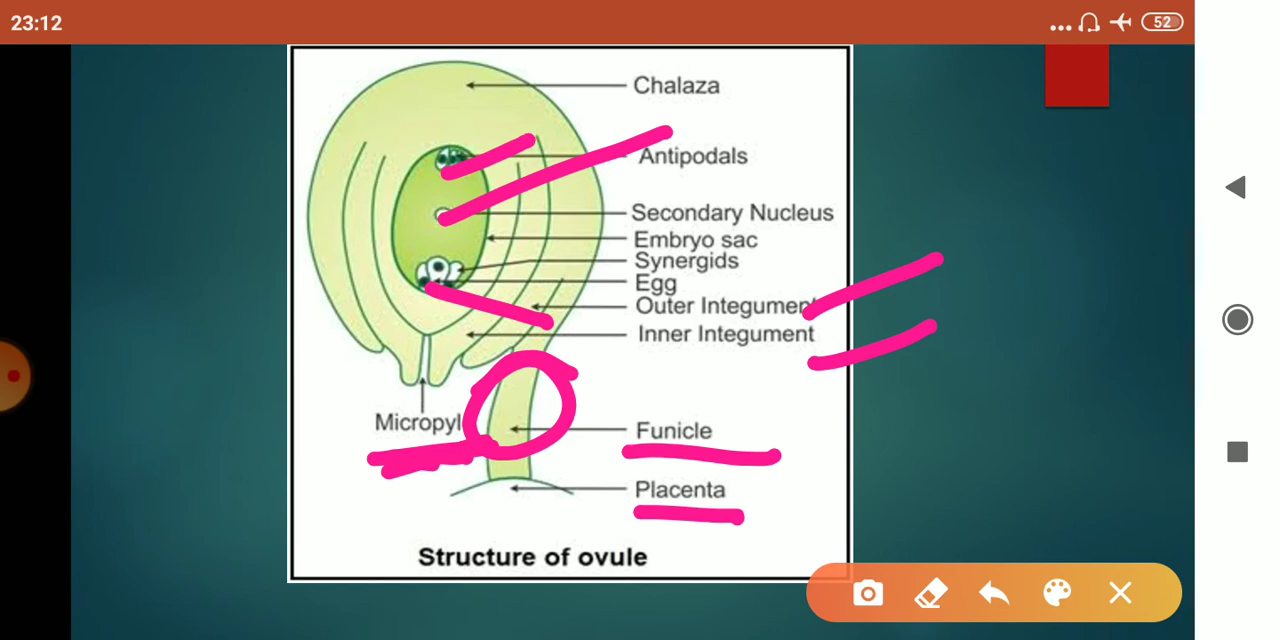 23:12
52
Chalaza
Antipodals
Secondary Nucleus
Embryo sac
Synergids
Egg
Outer Integument
Inner Integument
Micropyl
Funicle
Placenta
Structure of ovule